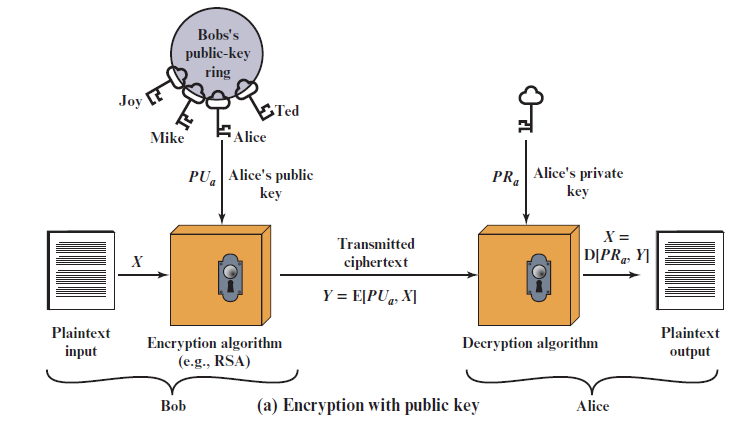 Bobs's
public-key
ring
Joy
Ted
Mike
Alice
PUa
Alice's public
key
PRa
Alice's private
key
X
Transmitted
ciphertext
X =
D[PRa, Y]
Y = E[PUa, X]
Plaintext
input
Encryption algorithm
(e.g., RSA)
Decryption algorithm
Plaintext
output
Bob
(a) Encryption with public key
Alice